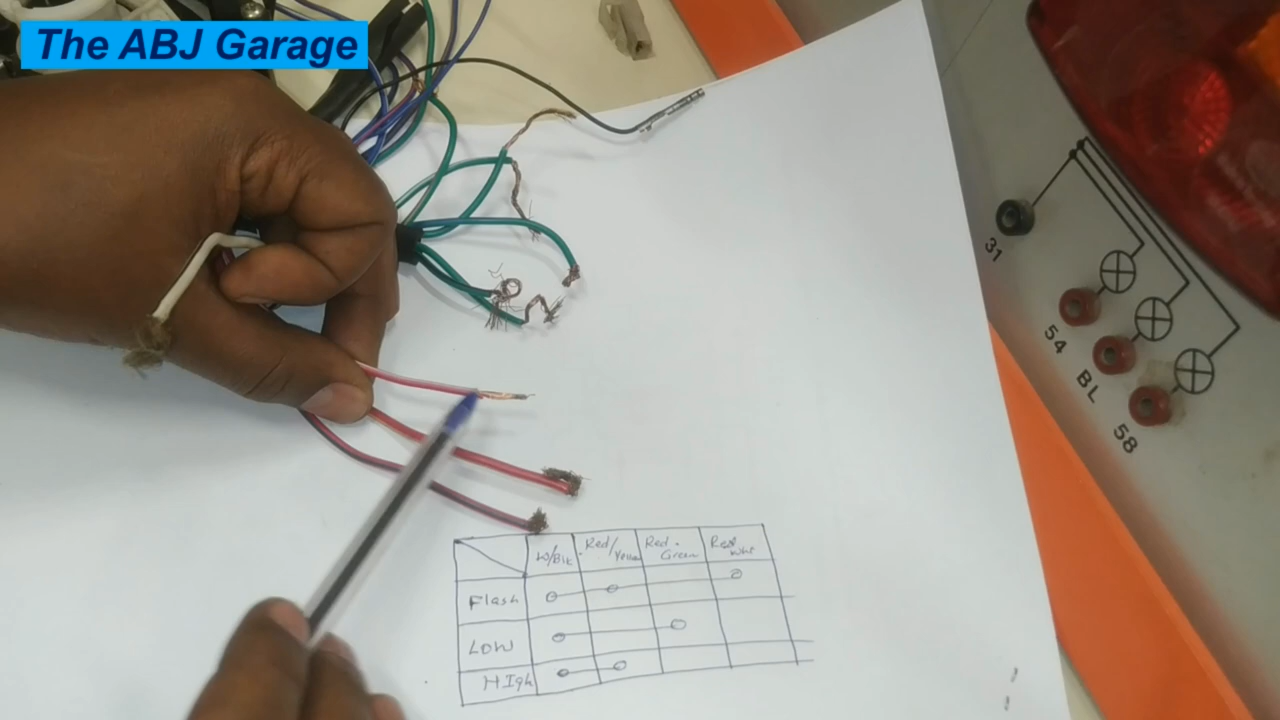 The ABJ Garage
31
54
BL
58
W/Blk Red/Yellow Red. Green Red. Wht
Flash
LOW
HIgh